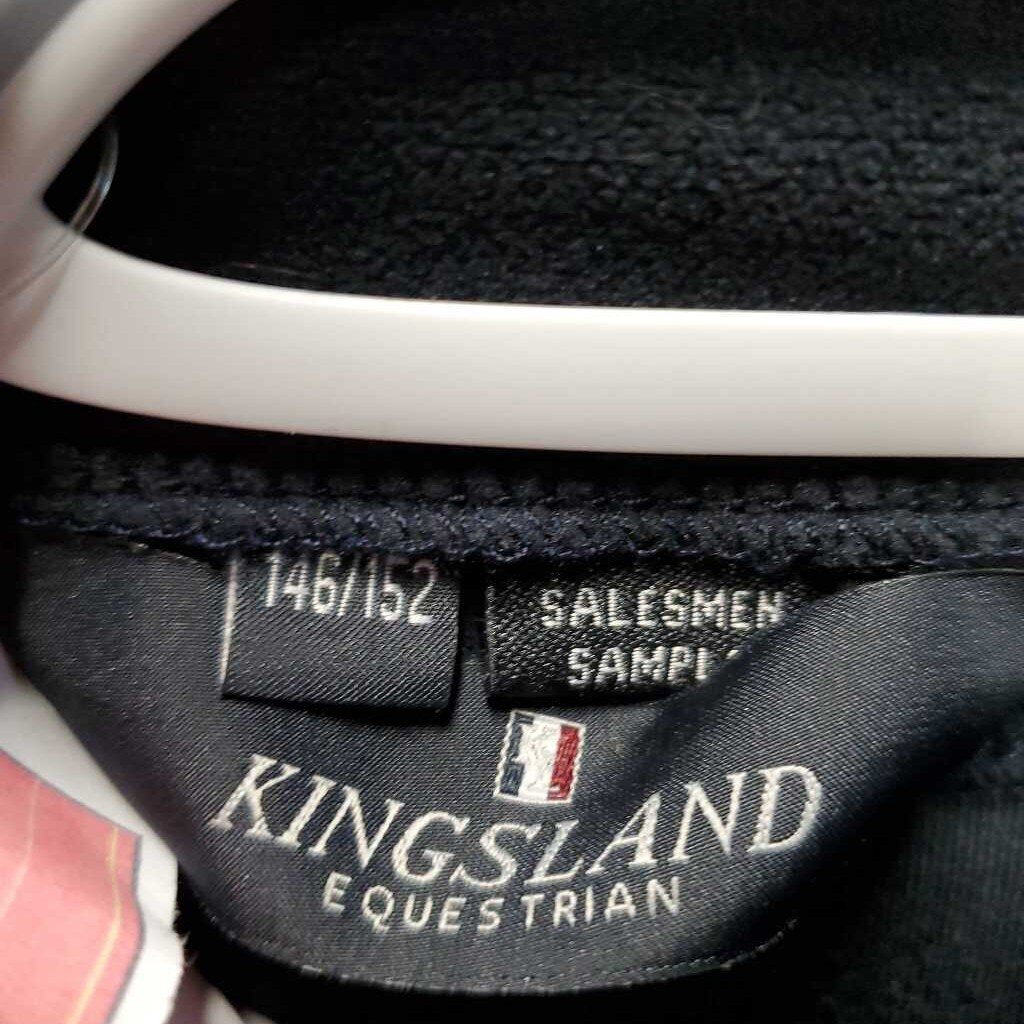 146/152
SALESMEN
KINGSLAND
EQUESTRIAN